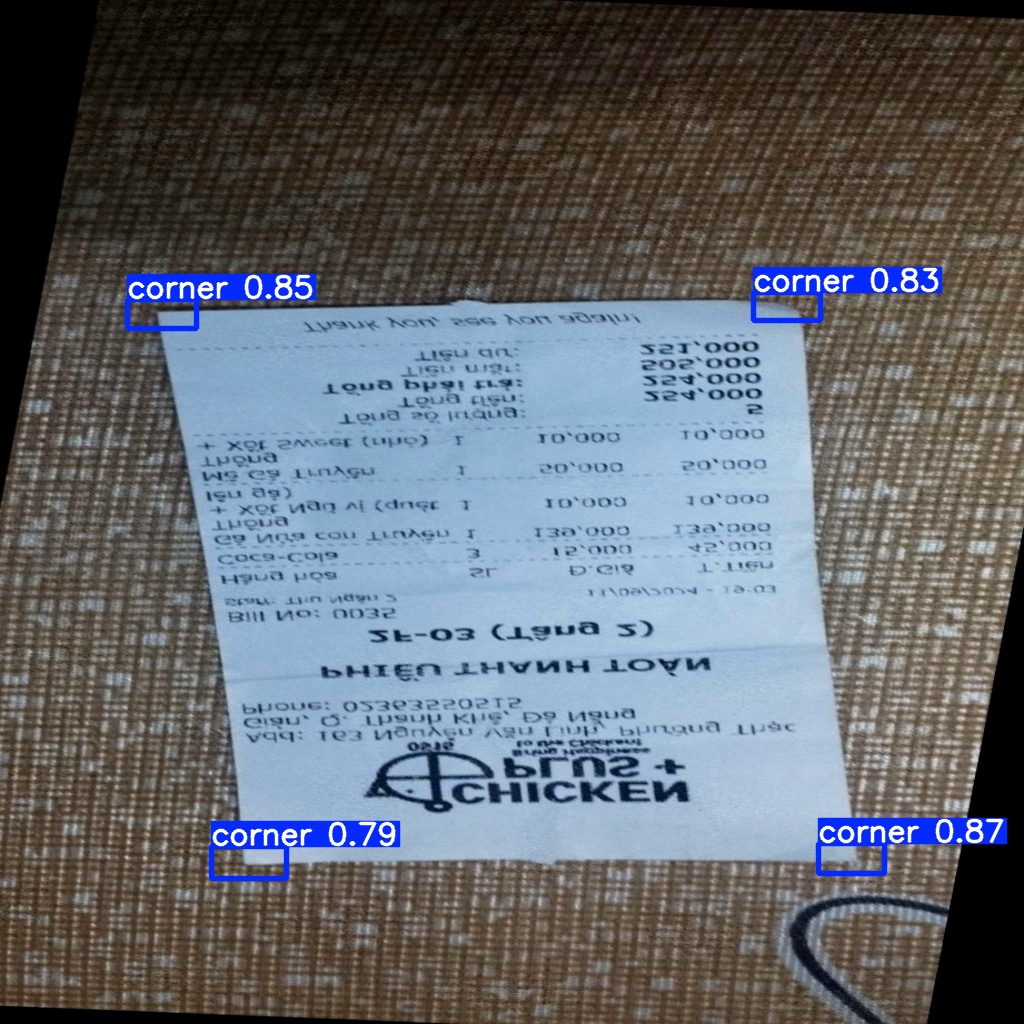 corner 0.85
corner 0.83
CHICKEN
PLUS +
Bring Happiness
to the Chicken!
Add: 163 Nguyễn Văn Linh, Phường Thạc
Gián, Q. Thanh Khê, Đà Nẵng
Phone: 02363550515
PHIẾU THANH TOÁN
2F-03 (Tầng 2)
Bill No: 0035
Staff: Thu Ngân 2 11/09/2024 - 19:03
Hàng hóa SL Đ.Giá T.Tiền
Coca-Cola 3 15,000 45,000
Gà Nửa con Truyền 1 139,000 139,000
Thống
+ Xốt Ngũ vị (quét 1 10,000 10,000
lên gà)
Mề Gà Truyền 1 50,000 50,000
Thống
+ Xốt Sweet (nhỏ) 1 10,000 10,000
Tổng số lượng: 5
Tổng tiền: 254,000
Tổng phải trả: 254,000
Tiền mặt: 505,000
Tiền dư: 251,000
Thank you, see you again!
corner 0.79
corner 0.87